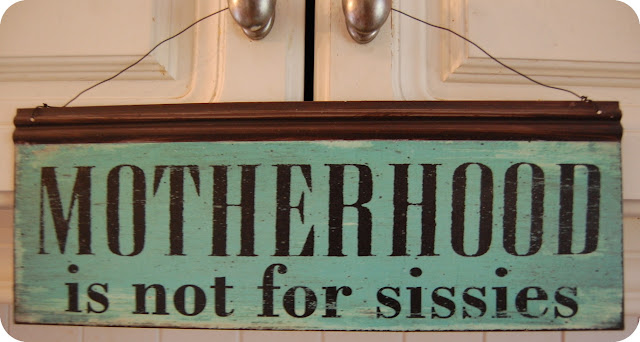 MOTHERHOOD
is not for sissies